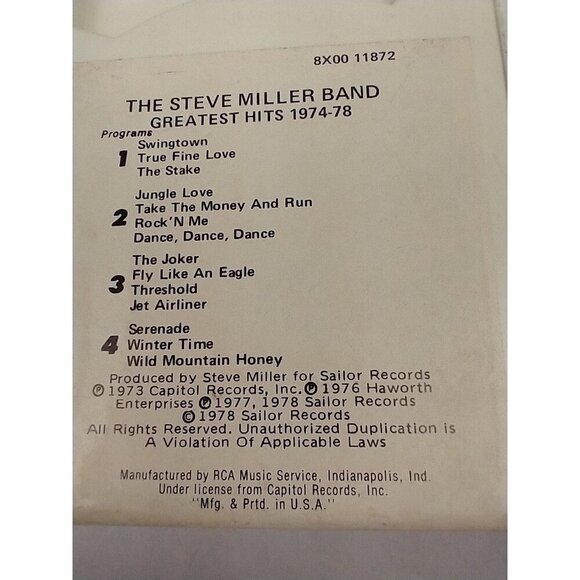 8X00 11872
THE STEVE MILLER BAND
GREATEST HITS 1974-78
Programs
1
Swingtown
True Fine Love
The Stake
2
Jungle Love
Take The Money And Run
Rock'N Me
Dance, Dance, Dance
3
The Joker
Fly Like An Eagle
Threshold
Jet Airliner
4
Serenade
Winter Time
Wild Mountain Honey
Produced by Steve Miller for Sailor Records
℗1973 Capitol Records, Inc.℗ 1976 Haworth
Enterprises ℗1977, 1978 Sailor Records
©1978 Sailor Records
All Rights Reserved. Unauthorized Duplication is
A Violation Of Applicable Laws
Manufactured by RCA Music Service, Indianapolis, Ind.
Under license from Capitol Records, Inc.
"Mfg. & Prtd. in U.S.A."